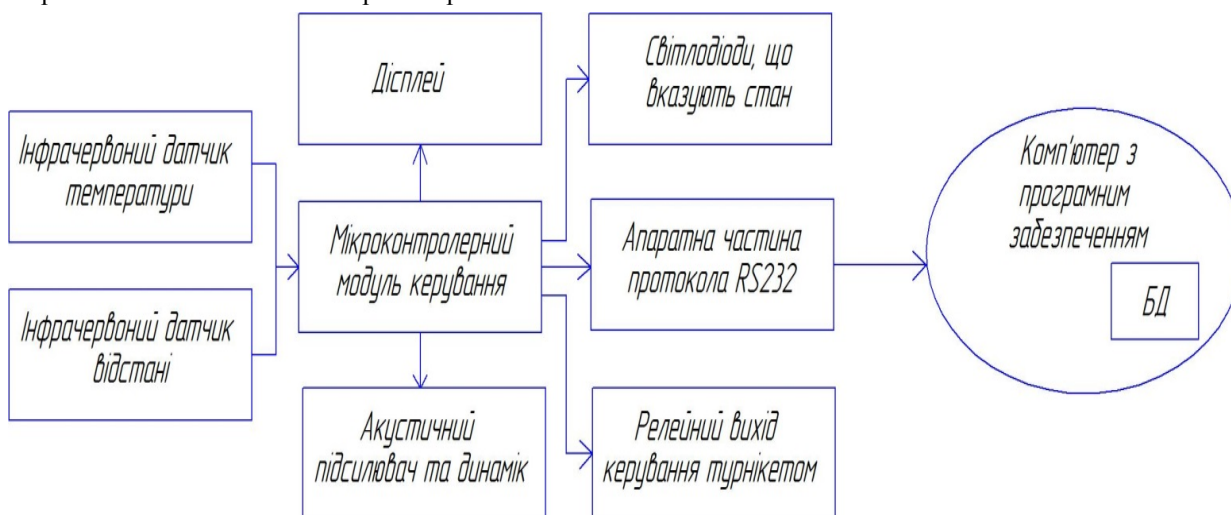 Дісплей
Світлодіоди, що
вказують стан
Інфрачервоний датчик
температури
Комп'ютер з
програмним
забезпеченням
Мікроконтролерний
модуль керування
Апаратна частина
протокола RS232
БД
Інфрачервоний датчик
відстані
Акустичний
підсилювач та динамік
Релейний вихід
керування турнікетом